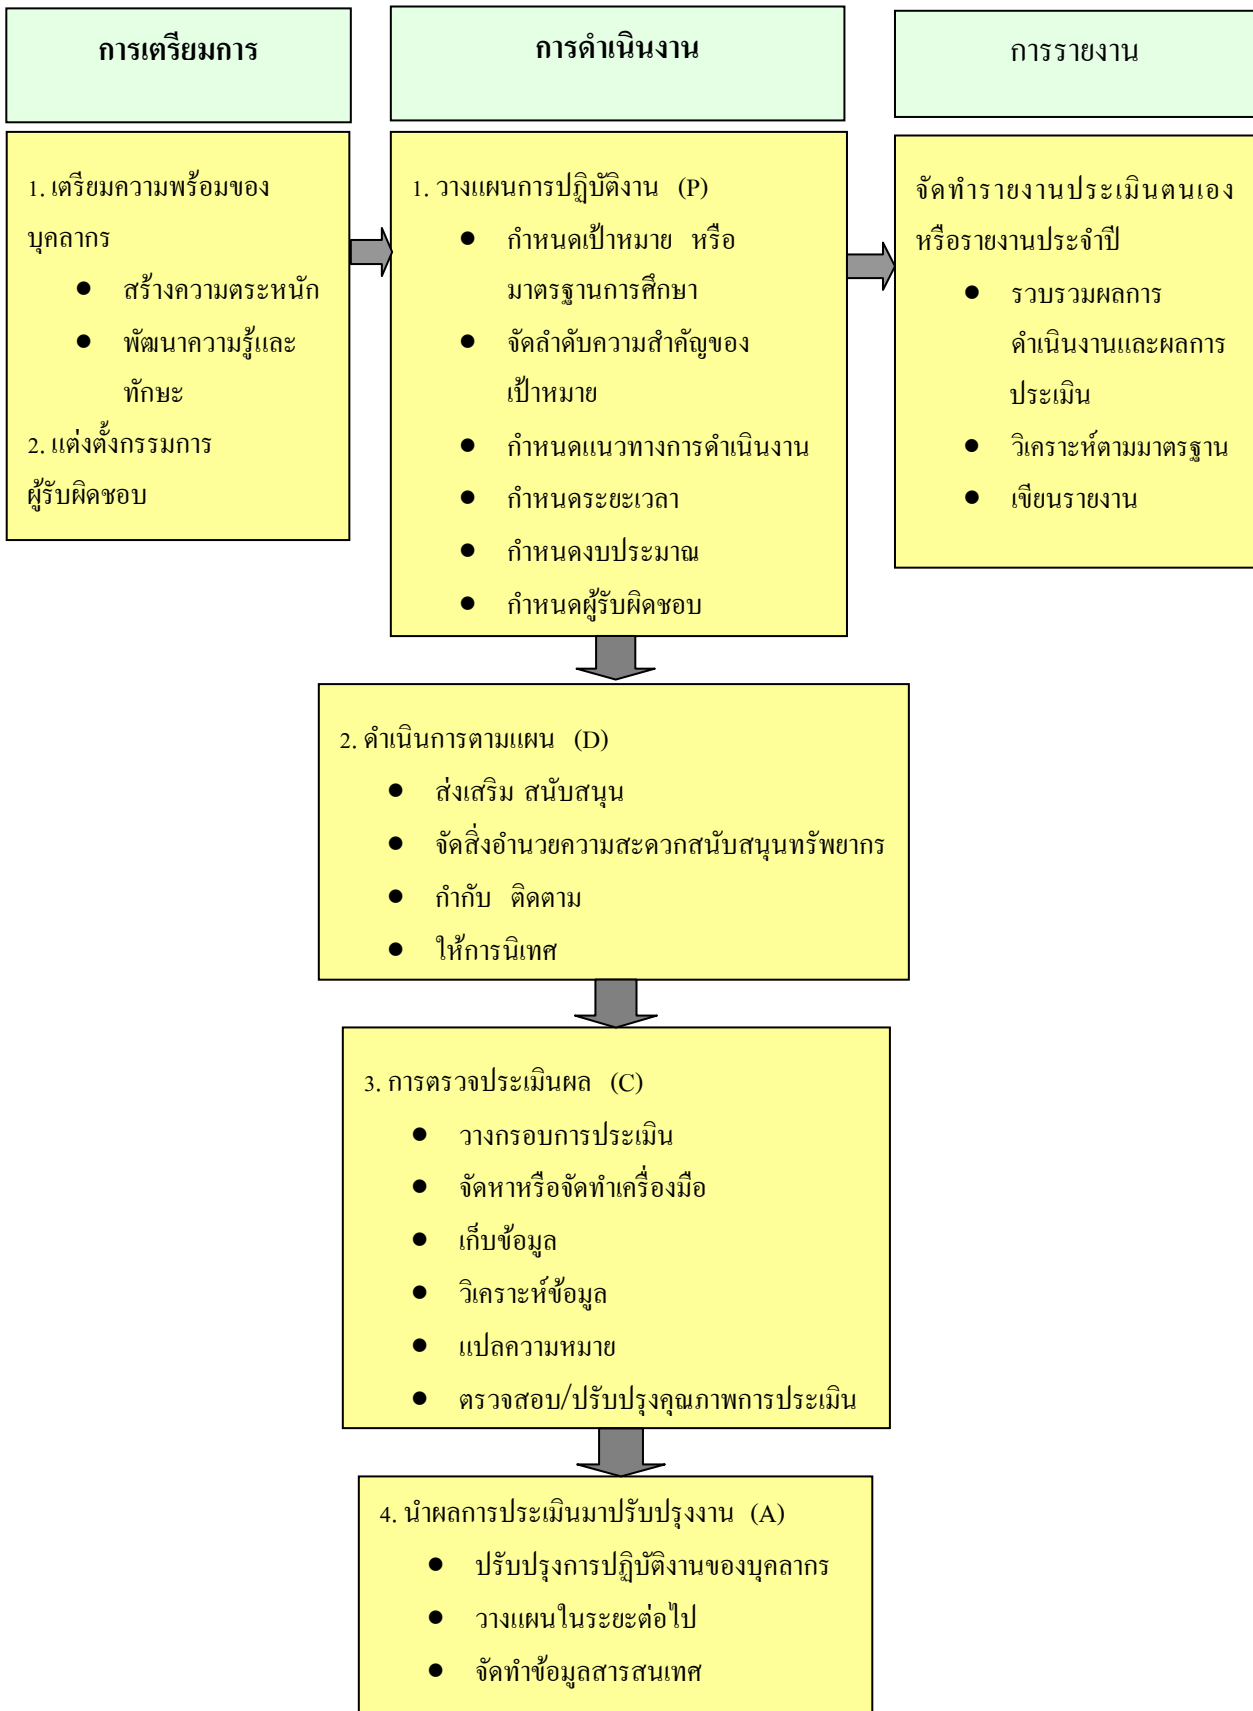 การเตรียมการ
1. เตรียมความพร้อมของ
บุคลากร
● สร้างความตระหนัก
● พัฒนาความรู้และ
ทักษะ
2. แต่งตั้งกรรมการ
ผู้รับผิดชอบ
การดำเนินงาน
1. วางแผนการปฏิบัติงาน (P)
● กำหนดเป้าหมาย หรือ
มาตรฐานการศึกษา
● จัดลำดับความสำคัญของ
เป้าหมาย
● กำหนดแนวทางการดำเนินงาน
● กำหนดระยะเวลา
● กำหนดงบประมาณ
● กำหนดผู้รับผิดชอบ
2. ดำเนินการตามแผน (D)
● ส่งเสริม สนับสนุน
● จัดสิ่งอำนวยความสะดวกสนับสนุนทรัพยากร
● กำกับ ติดตาม
● ให้การนิเทศ
3. การตรวจประเมินผล (C)
● วางกรอบการประเมิน
● จัดหาหรือจัดทำเครื่องมือ
● เก็บข้อมูล
● วิเคราะห์ข้อมูล
● แปลความหมาย
● ตรวจสอบ/ปรับปรุงคุณภาพการประเมิน
4. นำผลการประเมินมาปรับปรุงงาน (A)
● ปรับปรุงการปฏิบัติงานของบุคลากร
● วางแผนในระยะต่อไป
● จัดทำข้อมูลสารสนเทศ
การรายงาน
จัดทำรายงานประเมินตนเอง
หรือรายงานประจำปี
● รวบรวมผลการ
ดำเนินงานและผลการ
ประเมิน
● วิเคราะห์ตามมาตรฐาน
● เขียนรายงาน